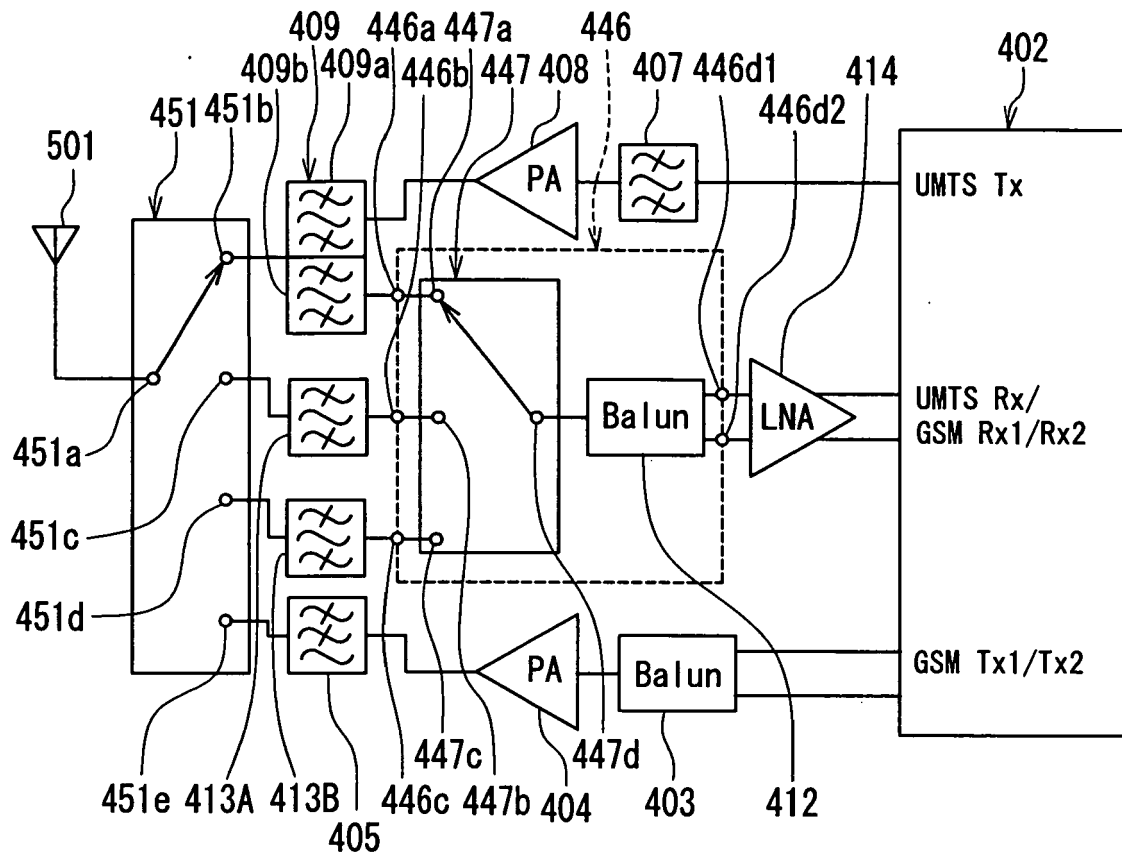 409 446a 447a 446
409a 446b 447 408 407 446d1 414 402
409b
451 451b
446d2
501
PA
UMTS Tx
451a
Balun
LNA
UMTS Rx/
GSM Rx1/Rx2
451c
451d
PA
Balun
GSM Tx1/Tx2
451e 413A 413B 446c 447c 447b 447d
405 404 403 412